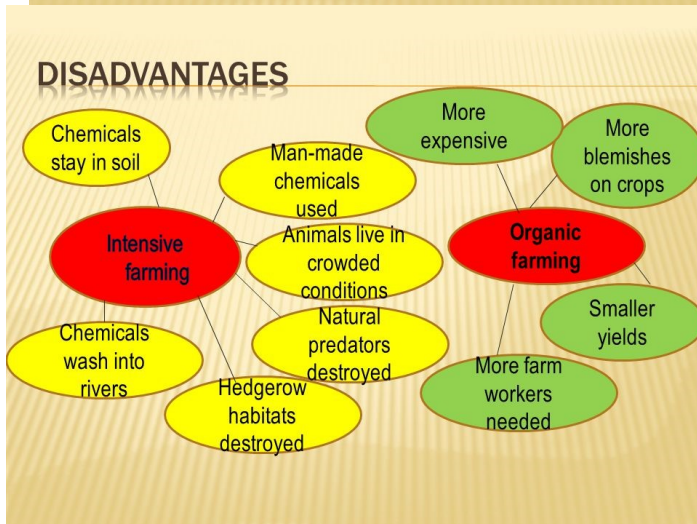 DISADVANTAGES
Chemicals
stay in soil
Man-made
chemicals
used
Intensive
farming
Animals live in
crowded
conditions
Natural
predators
destroyed
Chemicals
wash into
rivers
Hedgerow
habitats
destroyed
More
expensive
More
blemishes
on crops
Organic
farming
Smaller
yields
More farm
workers
needed